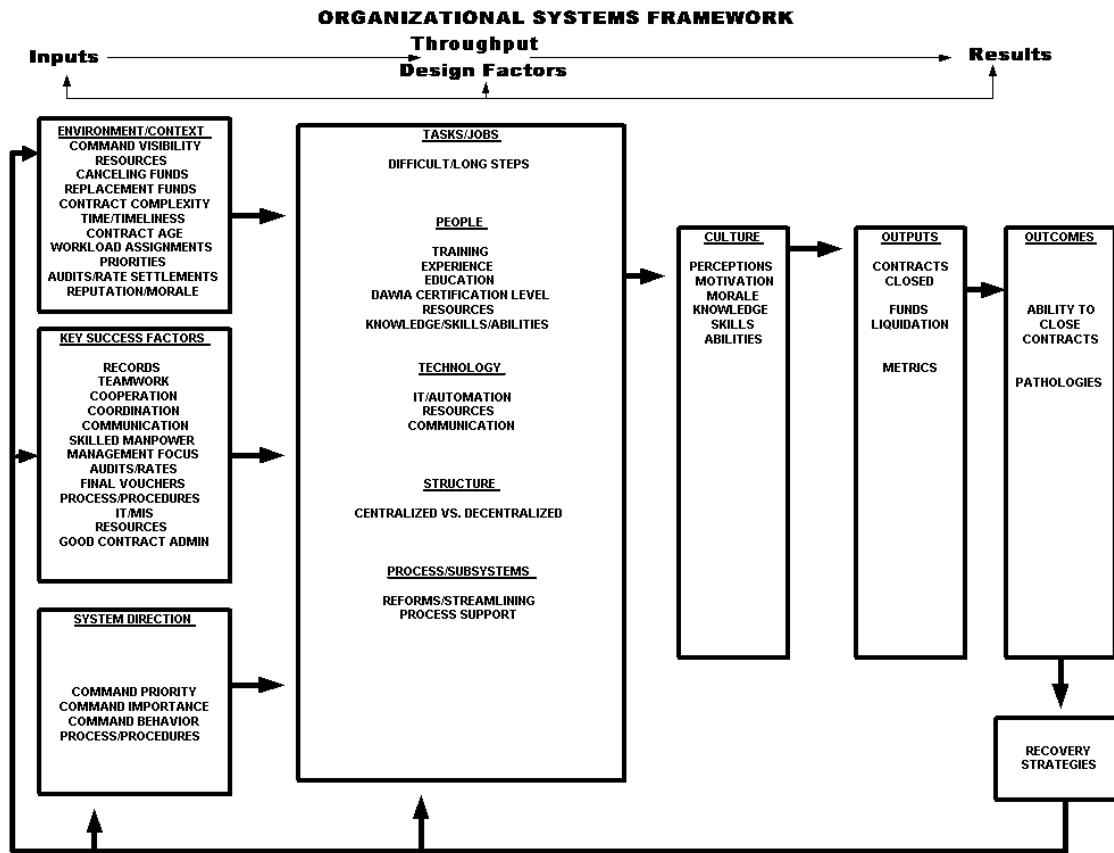 ORGANIZATIONAL SYSTEMS FRAMEWORK
Inputs
Throughput
Design Factors
Results
ENVIRONMENT/CONTEXT
COMMAND VISIBILITY
RESOURCES
CANCELING FUNDS
REPLACEMENT FUNDS
CONTRACT COMPLEXITY
TIME/TIMELINESS
CONTRACT AGE
WORKLOAD ASSIGNMENTS
PRIORITIES
AUDITS/RATE SETTLEMENTS
REPUTATION/MORALE
KEY SUCCESS FACTORS
RECORDS
TEAMWORK
COOPERATION
COORDINATION
COMMUNICATION
SKILLED MANPOWER
MANAGEMENT FOCUS
AUDITS/RATES
FINAL VOUCHERS
PROCESS/PROCEDURES
IT/MIS
RESOURCES
GOOD CONTRACT ADMIN
SYSTEM DIRECTION
COMMAND PRIORITY
COMMAND IMPORTANCE
COMMAND BEHAVIOR
PROCESS/PROCEDURES
TASKS/JOBS
DIFFICULT/LONG STEPS
PEOPLE
TRAINING
EXPERIENCE
EDUCATION
DAWIA CERTIFICATION LEVEL
RESOURCES
KNOWLEDGE/SKILLS/ABILITIES
TECHNOLOGY
IT/AUTOMATION
RESOURCES
COMMUNICATION
STRUCTURE
CENTRALIZED VS. DECENTRALIZED
PROCESS/SUBSYSTEMS
REFORMS/STREAMLINING
PROCESS SUPPORT
CULTURE
PERCEPTIONS
MOTIVATION
MORALE
KNOWLEDGE
SKILLS
ABILITIES
OUTPUTS
CONTRACTS
CLOSED
FUNDS
LIQUIDATION
METRICS
OUTCOMES
ABILITY TO
CLOSE
CONTRACTS
PATHOLOGIES
RECOVERY
STRATEGIES